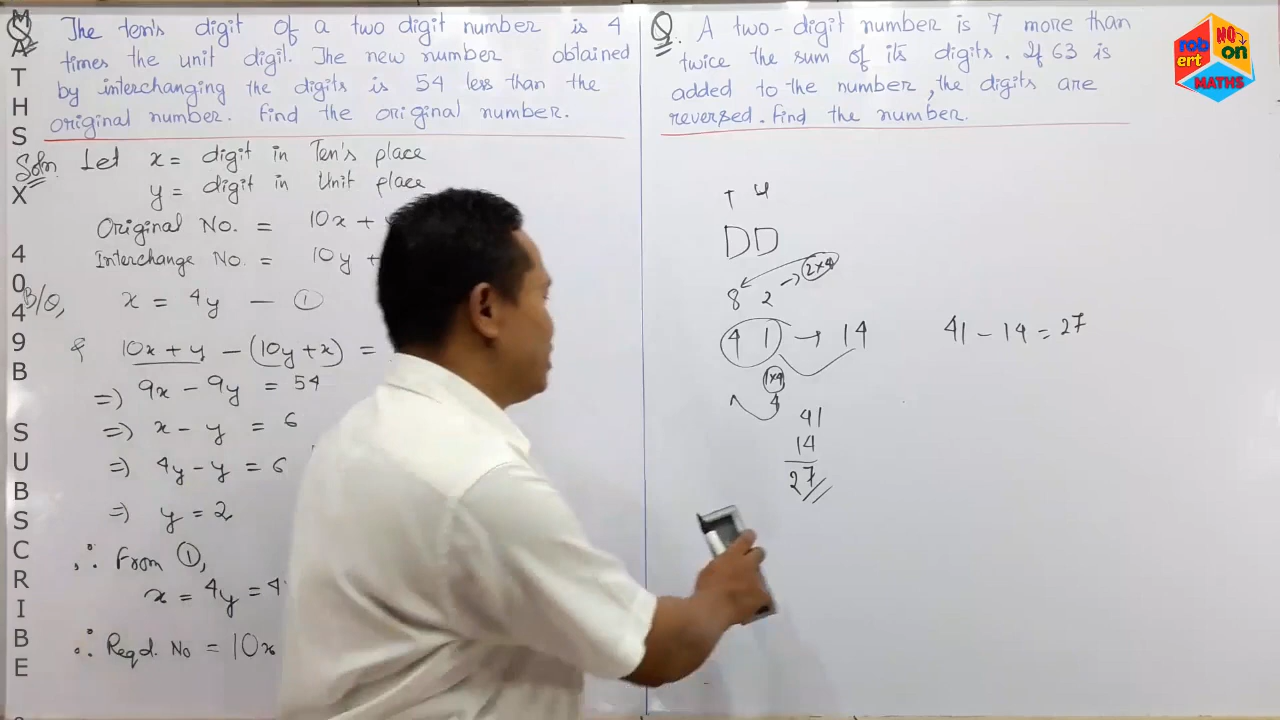 MATHS X 4049B SUBSCRIBE
Q The ten's digit of a two digit number is 4
times the unit digit. The new number obtained
by interchanging the digits is 54 less than the
original number. Find the original number.
Soln. Let x = digit in Ten's place
y = digit in Unit place
Original No. = 10x +
Interchange No. = 10y +
B/Q, x = 4y — ①
& 10x + y - (10y + x) =
=) 9x - 9y = 54
=) x - y = 6
=) 4y - y = 6
=) y = 2
∴ From ①,
x = 4y = 4
∴ Reqd. No = 10x
Q. A two-digit number is 7 more than
twice the sum of its digits. If 63 is
added to the number, the digits are
reversed. Find the number.
T U
DD
8 2 → 2×4
4 1 → 14
41 - 14 = 27
1×4
4
41
14
27
robert NO on
MATHS